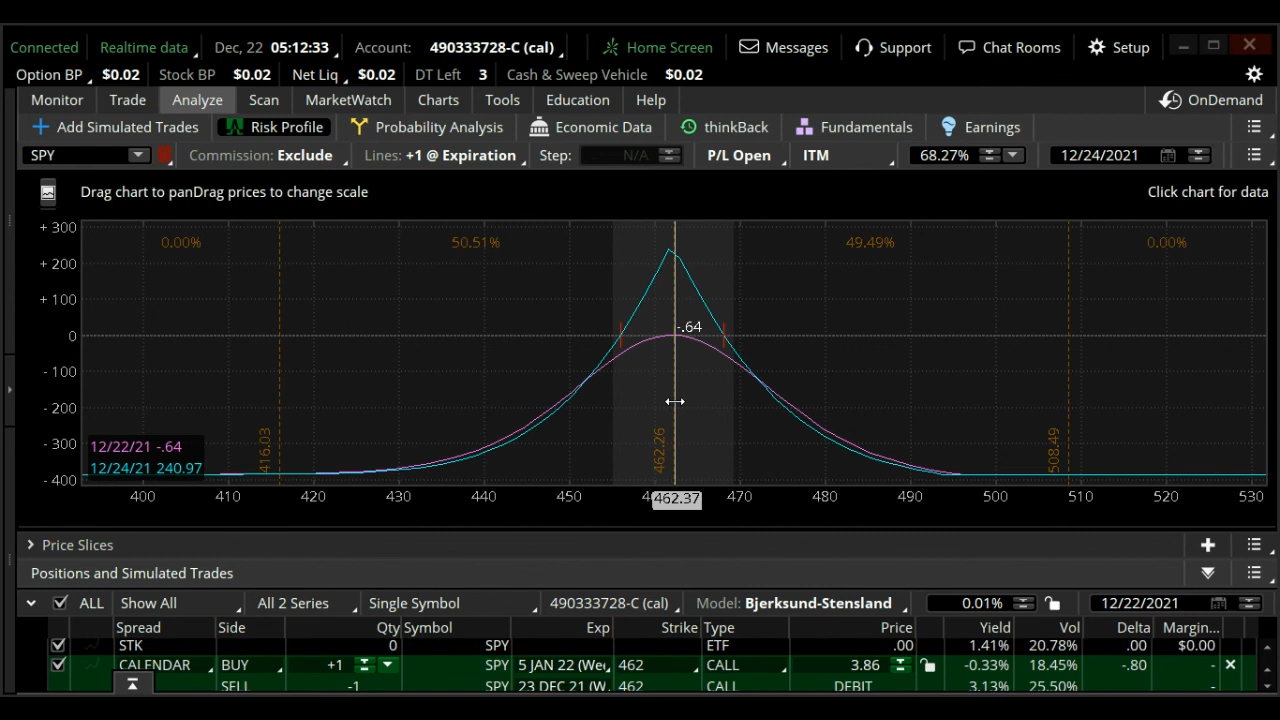 Connected Realtime data Dec, 22 05:12:33 Account: 490333728-C (cal) Home Screen Messages Support Chat Rooms Setup
Option BP $0.02 Stock BP $0.02 Net Liq $0.02 DT Left 3 Cash & Sweep Vehicle $0.02
Monitor Trade Analyze Scan MarketWatch Charts Tools Education Help OnDemand
Add Simulated Trades Risk Profile Probability Analysis Economic Data thinkBack Fundamentals Earnings
SPY Commission: Exclude Lines: +1 @ Expiration Step: N/A P/L Open ITM 68.27% 12/24/2021
Drag chart to panDrag prices to change scale Click chart for data
+ 300
0.00% 50.51% 49.49% 0.00%
+ 200
+ 100
0 -.64
- 100
- 200
- 300
416.03 462.26 508.49
12/22/21 -.64
12/24/21 240.97
- 400
400 410 420 430 440 450 462.37 470 480 490 500 510 520 530
Price Slices
Positions and Simulated Trades
ALL Show All All 2 Series Single Symbol 490333728-C (cal) Model: Bjerksund-Stensland 0.01% 12/22/2021
Spread Side Qty Symbol Exp Strike Type Price Yield Vol Delta Margin...
STK 0 SPY ETF .00 1.41% 20.78% .00 $0.00
CALENDAR BUY +1 SPY 5 JAN 22 (We 462 CALL 3.86 -0.33% 18.45% -.80 -
SELL -1 SPY 23 DEC 21 (W. 462 CALL DEBIT 3.13% 25.50% -